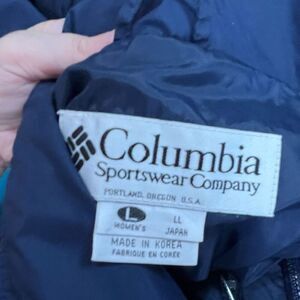 Columbia
Sportswear Company
PORTLAND, OREGON U.S.A.
L
WOMEN'S
LL
JAPAN
MADE IN KOREA
FABRIQUE EN COREE